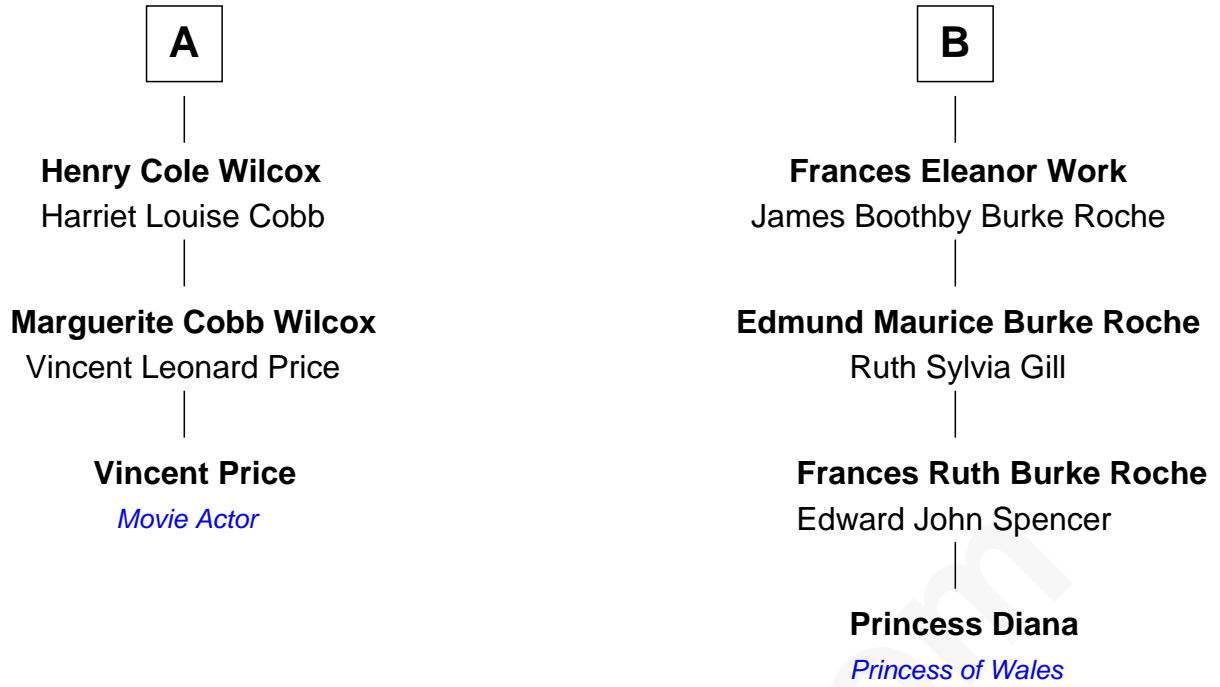 A
Henry Cole Wilcox
Harriet Louise Cobb
Marguerite Cobb Wilcox
Vincent Leonard Price
Vincent Price
Movie Actor
B
Frances Eleanor Work
James Boothby Burke Roche
Edmund Maurice Burke Roche
Ruth Sylvia Gill
Frances Ruth Burke Roche
Edward John Spencer
Princess Diana
Princess of Wales